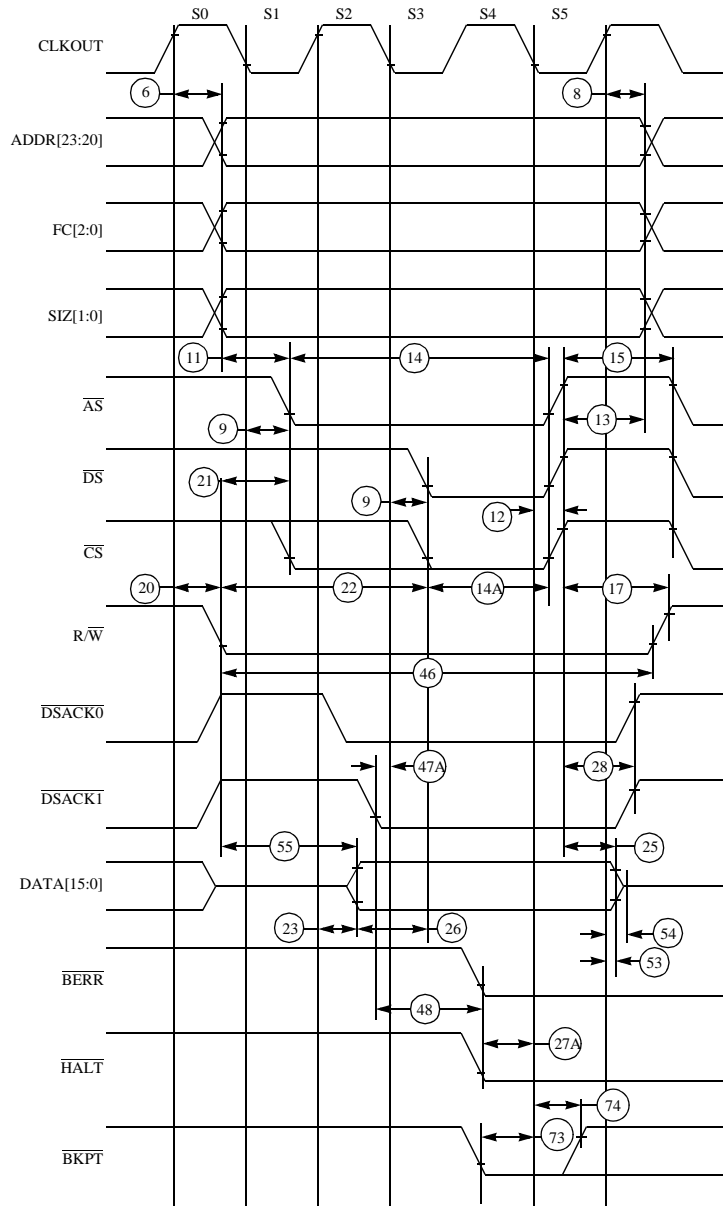 S0 S1 S2 S3 S4 S5
CLKOUT
6 8
ADDR[23:20]
FC[2:0]
SIZ[1:0]
11 14 15
AS
9 13
DS
21 9
12
CS
20 22 14A 17
R/W
46
DSACK0
47A 28
DSACK1
55 25
DATA[15:0]
23 26 54
53
BERR
48
27A
HALT
74
73
BKPT